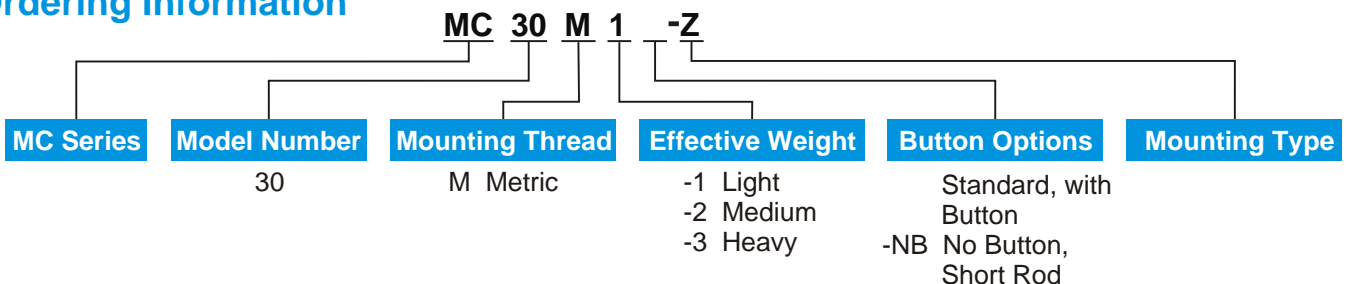 Ordering Information
MC 30 M 1 _ -Z
MC Series Model Number Mounting Thread Effective Weight Button Options Mounting Type
30
M Metric
-1 Light
-2 Medium
-3 Heavy
Standard, with
Button
-NB No Button,
Short Rod